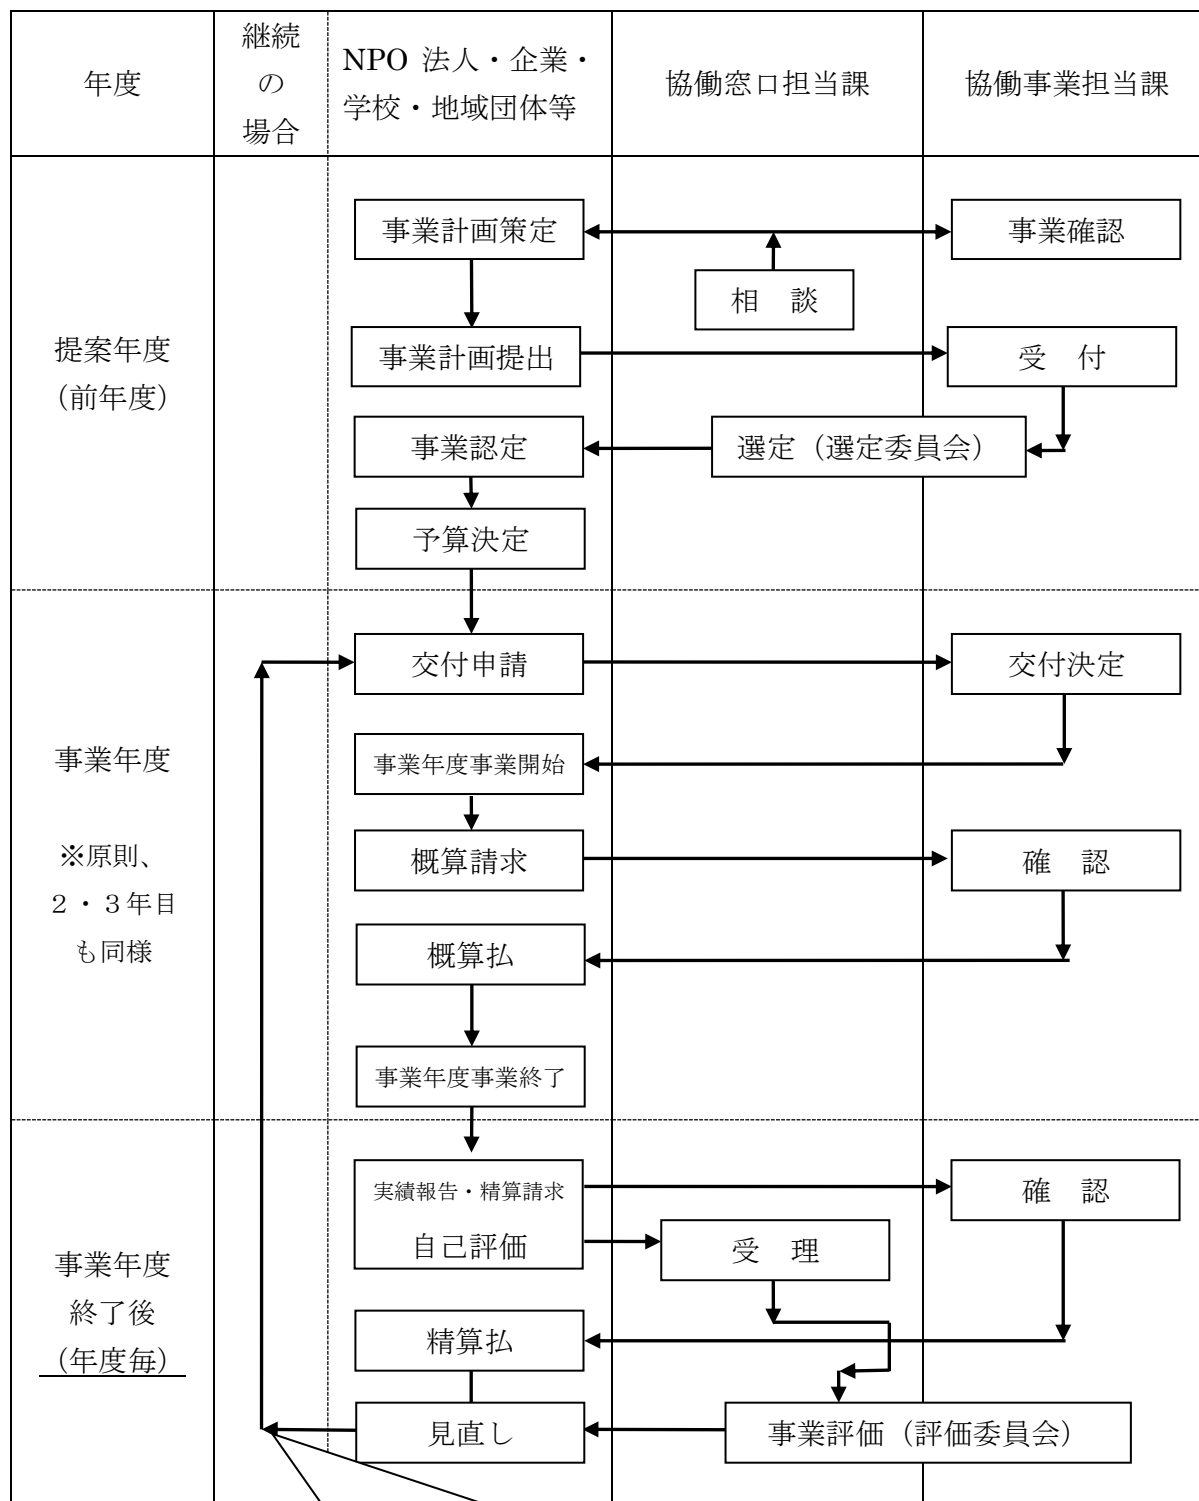 年度
継続
の
場合
NPO 法人・企業・
学校・地域団体等
協働窓口担当課
協働事業担当課
提案年度
（前年度）
事業計画策定
事業確認
相　談
事業計画提出
受　付
事業認定
選定（選定委員会）
予算決定
事業年度
※原則、
２・３年目
も同様
交付申請
交付決定
事業年度事業開始
概算請求
確　認
概算払
事業年度事業終了
事業年度
終了後
（年度毎）
実績報告・精算請求
自己評価
確　認
受　理
精算払
見直し
事業評価（評価委員会）